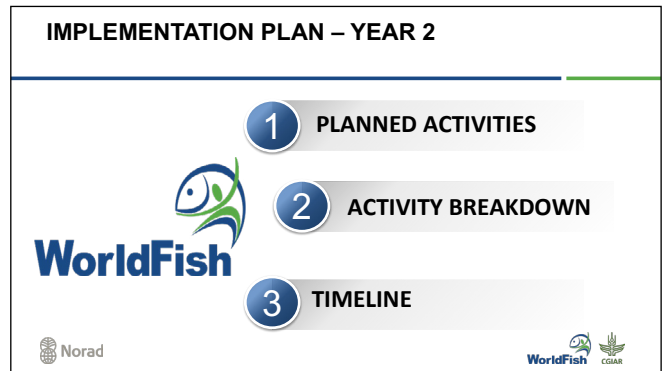 IMPLEMENTATION PLAN – YEAR 2
1 PLANNED ACTIVITIES
2 ACTIVITY BREAKDOWN
WorldFish
3 TIMELINE
Norad
WorldFish
CGIAR